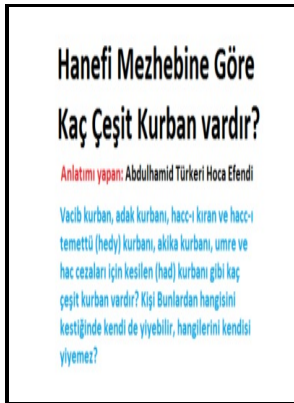 Hanefi Mezhebine Göre
Kaç Çeşit Kurban vardır?
Anlatımı yapan: Abdulhamid Türkeri Hoca Efendi
Vacib kurban, adak kurbanı, hacc-ı kıran ve hacc-ı
temettü (hedy) kurbanı, akika kurbanı, umre ve
hac cezaları için kesilen (had) kurbanı gibi kaç
çeşit kurban vardır? Kişi Bunlardan hangisini
kestiğinde kendi de yiyebilir, hangilerini kendisi
yiyemez?